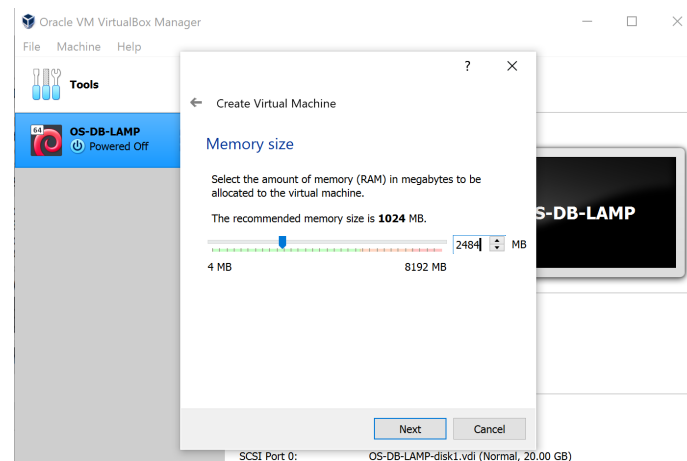 Oracle VM VirtualBox Manager
File Machine Help
Tools
64
OS-DB-LAMP
Powered Off
?
Create Virtual Machine
Memory size
Select the amount of memory (RAM) in megabytes to be
allocated to the virtual machine.
The recommended memory size is 1024 MB.
2484 MB
4 MB 8192 MB
Next Cancel
S-DB-LAMP
SCSI Port 0: OS-DB-LAMP-disk1.vdi (Normal, 20.00 GB)